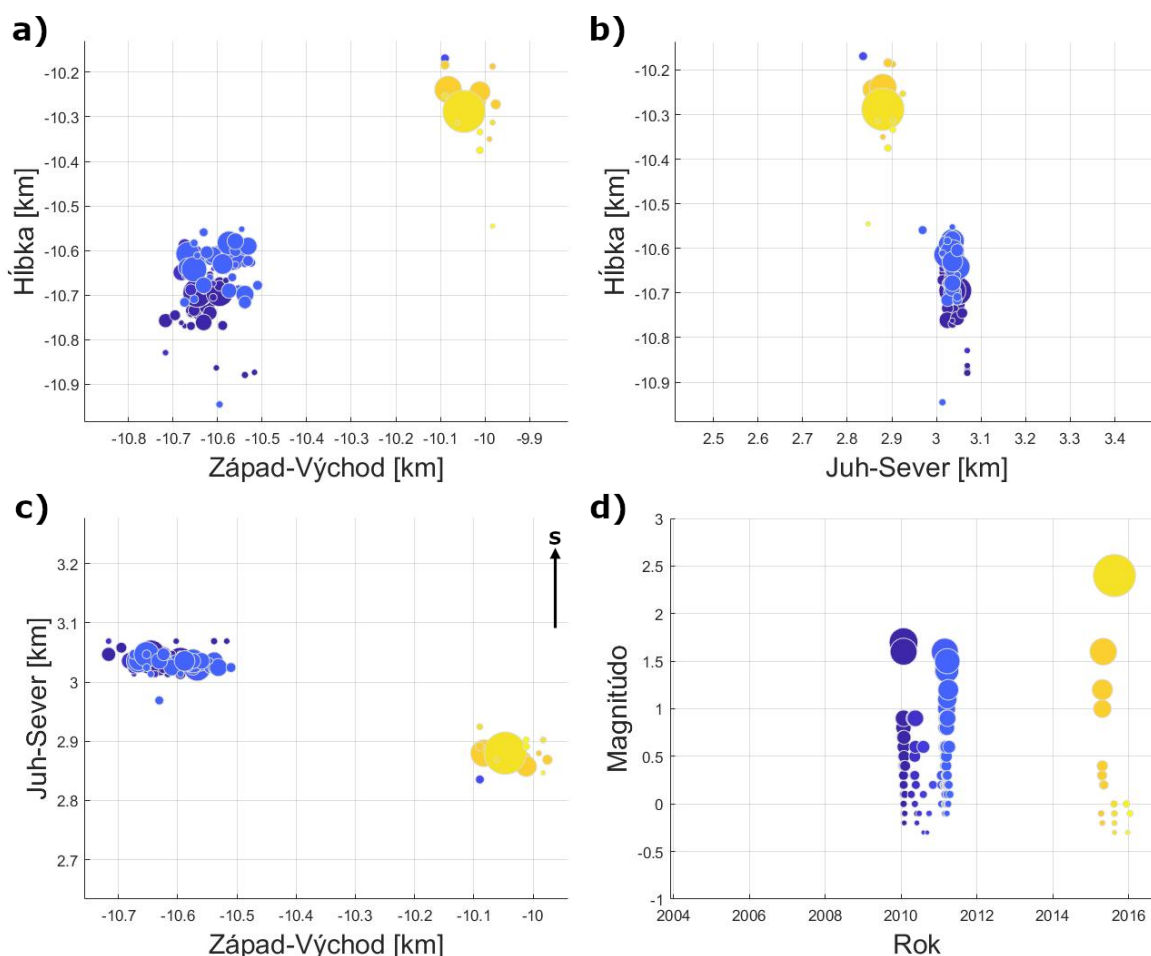 a)
-10.2
-10.3
-10.4
-10.5
-10.6
-10.7
-10.8
-10.9
Hĺbka [km]
-10.8 -10.7 -10.6 -10.5 -10.4 -10.3 -10.2 -10.1 -10 -9.9
Západ-Východ [km]
b)
-10.2
-10.3
-10.4
-10.5
-10.6
-10.7
-10.8
-10.9
Hĺbka [km]
2.5 2.6 2.7 2.8 2.9 3 3.1 3.2 3.3 3.4
Juh-Sever [km]
c)
S
3.2
3.1
3
2.9
2.8
2.7
Juh-Sever [km]
-10.7 -10.6 -10.5 -10.4 -10.3 -10.2 -10.1 -10
Západ-Východ [km]
d)
3
2.5
2
1.5
1
0.5
0
-0.5
-1
Magnitúdo
2004 2006 2008 2010 2012 2014 2016
Rok